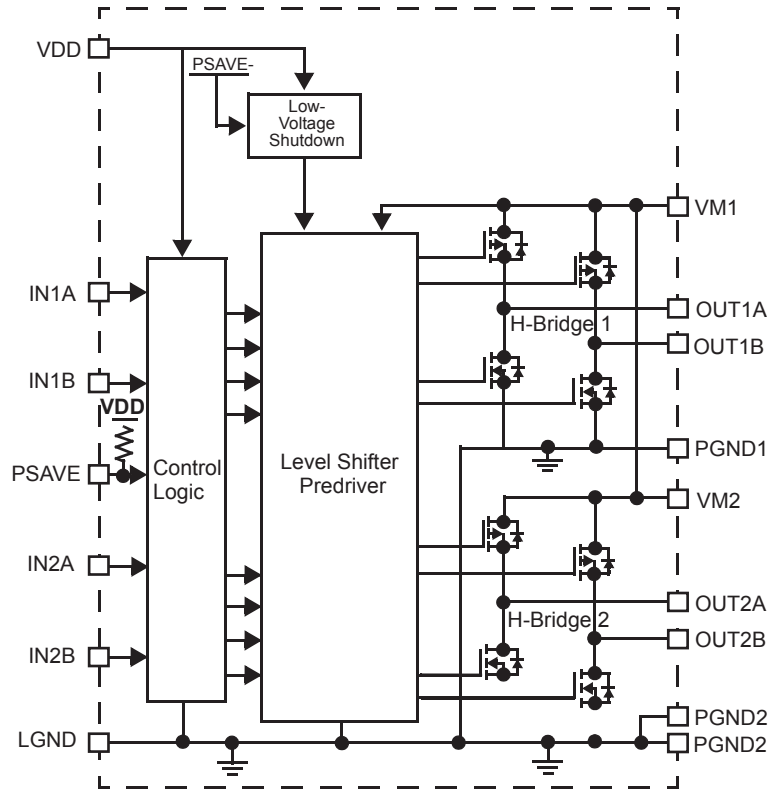 VDD
PSAVE-
Low-
Voltage
Shutdown
VM1
IN1A
OUT1A
H-Bridge 1
OUT1B
IN1B
VDD
PGND1
PSAVE
Control
Logic
Level Shifter
Predriver
VM2
IN2A
OUT2A
H-Bridge 2
OUT2B
IN2B
PGND2
LGND
PGND2